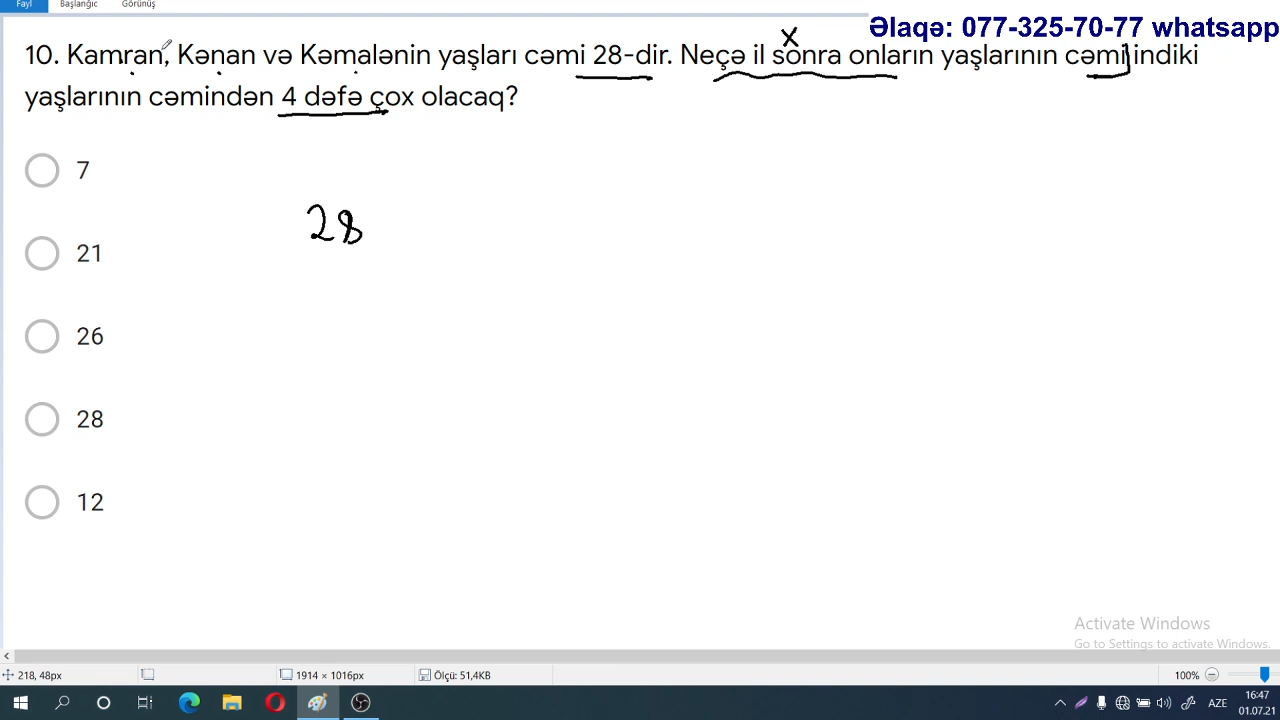 Fayl Başlanğıc Görünüş
Əlaqə: 077-325-70-77 whatsapp
x
10. Kamran, Kənan və Kəmalənin yaşları cəmi 28-dir. Neçə il sonra onların yaşlarının cəmi indiki
yaşlarının cəmindən 4 dəfə çox olacaq?
7
28
21
26
28
12
Activate Windows
Go to Settings to activate Windows.
218, 48px 1914 × 1016px Ölçü: 51,4KB 100%
AZE 16:47
01.07.21